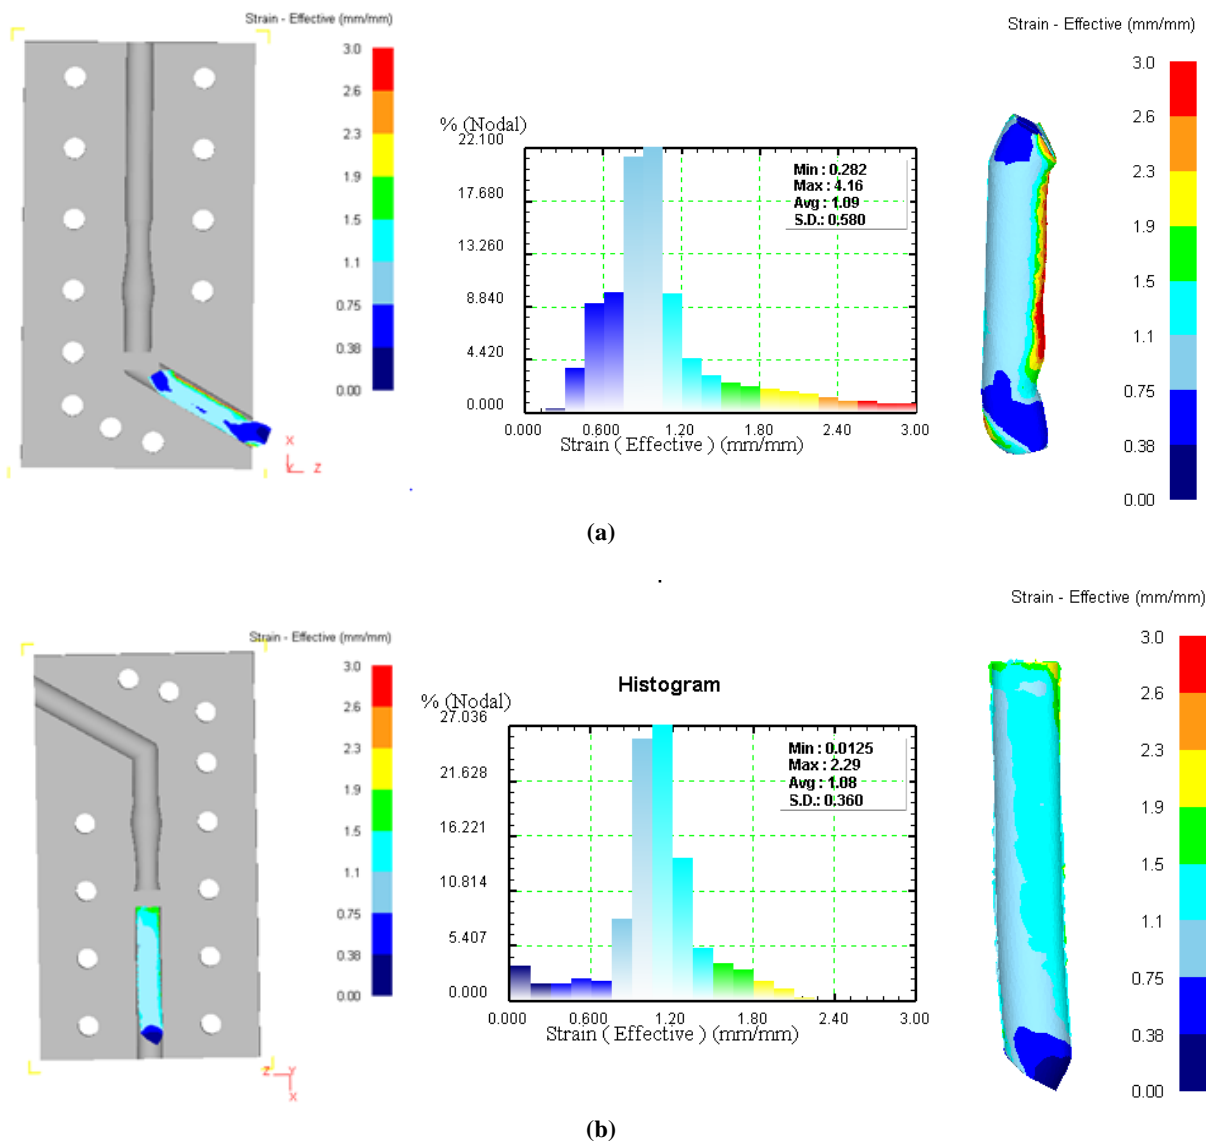 Strain - Effective (mm/mm)
3.0
2.6
2.3
1.9
1.5
1.1
0.75
0.38
0.00
X
Y
Z
% (Nodal)
22.100
17.680
13.260
8.840
4.420
0.000
Min : 0.282
Max : 4.16
Avg : 1.09
S.D.: 0.580
0.000 0.600 1.20 1.80 2.40 3.00
Strain ( Effective ) (mm/mm)
Strain - Effective (mm/mm)
3.0
2.6
2.3
1.9
1.5
1.1
0.75
0.38
0.00
(a)
Strain - Effective (mm/mm)
3.0
2.6
2.3
1.9
1.5
1.1
0.75
0.38
0.00
Z Y
X
Histogram
% (Nodal)
27.036
21.628
16.221
10.814
5.407
0.000
Min : 0.0125
Max : 2.29
Avg : 1.08
S.D.: 0.360
0.000 0.600 1.20 1.80 2.40 3.00
Strain ( Effective ) (mm/mm)
Strain - Effective (mm/mm)
3.0
2.6
2.3
1.9
1.5
1.1
0.75
0.38
0.00
(b)